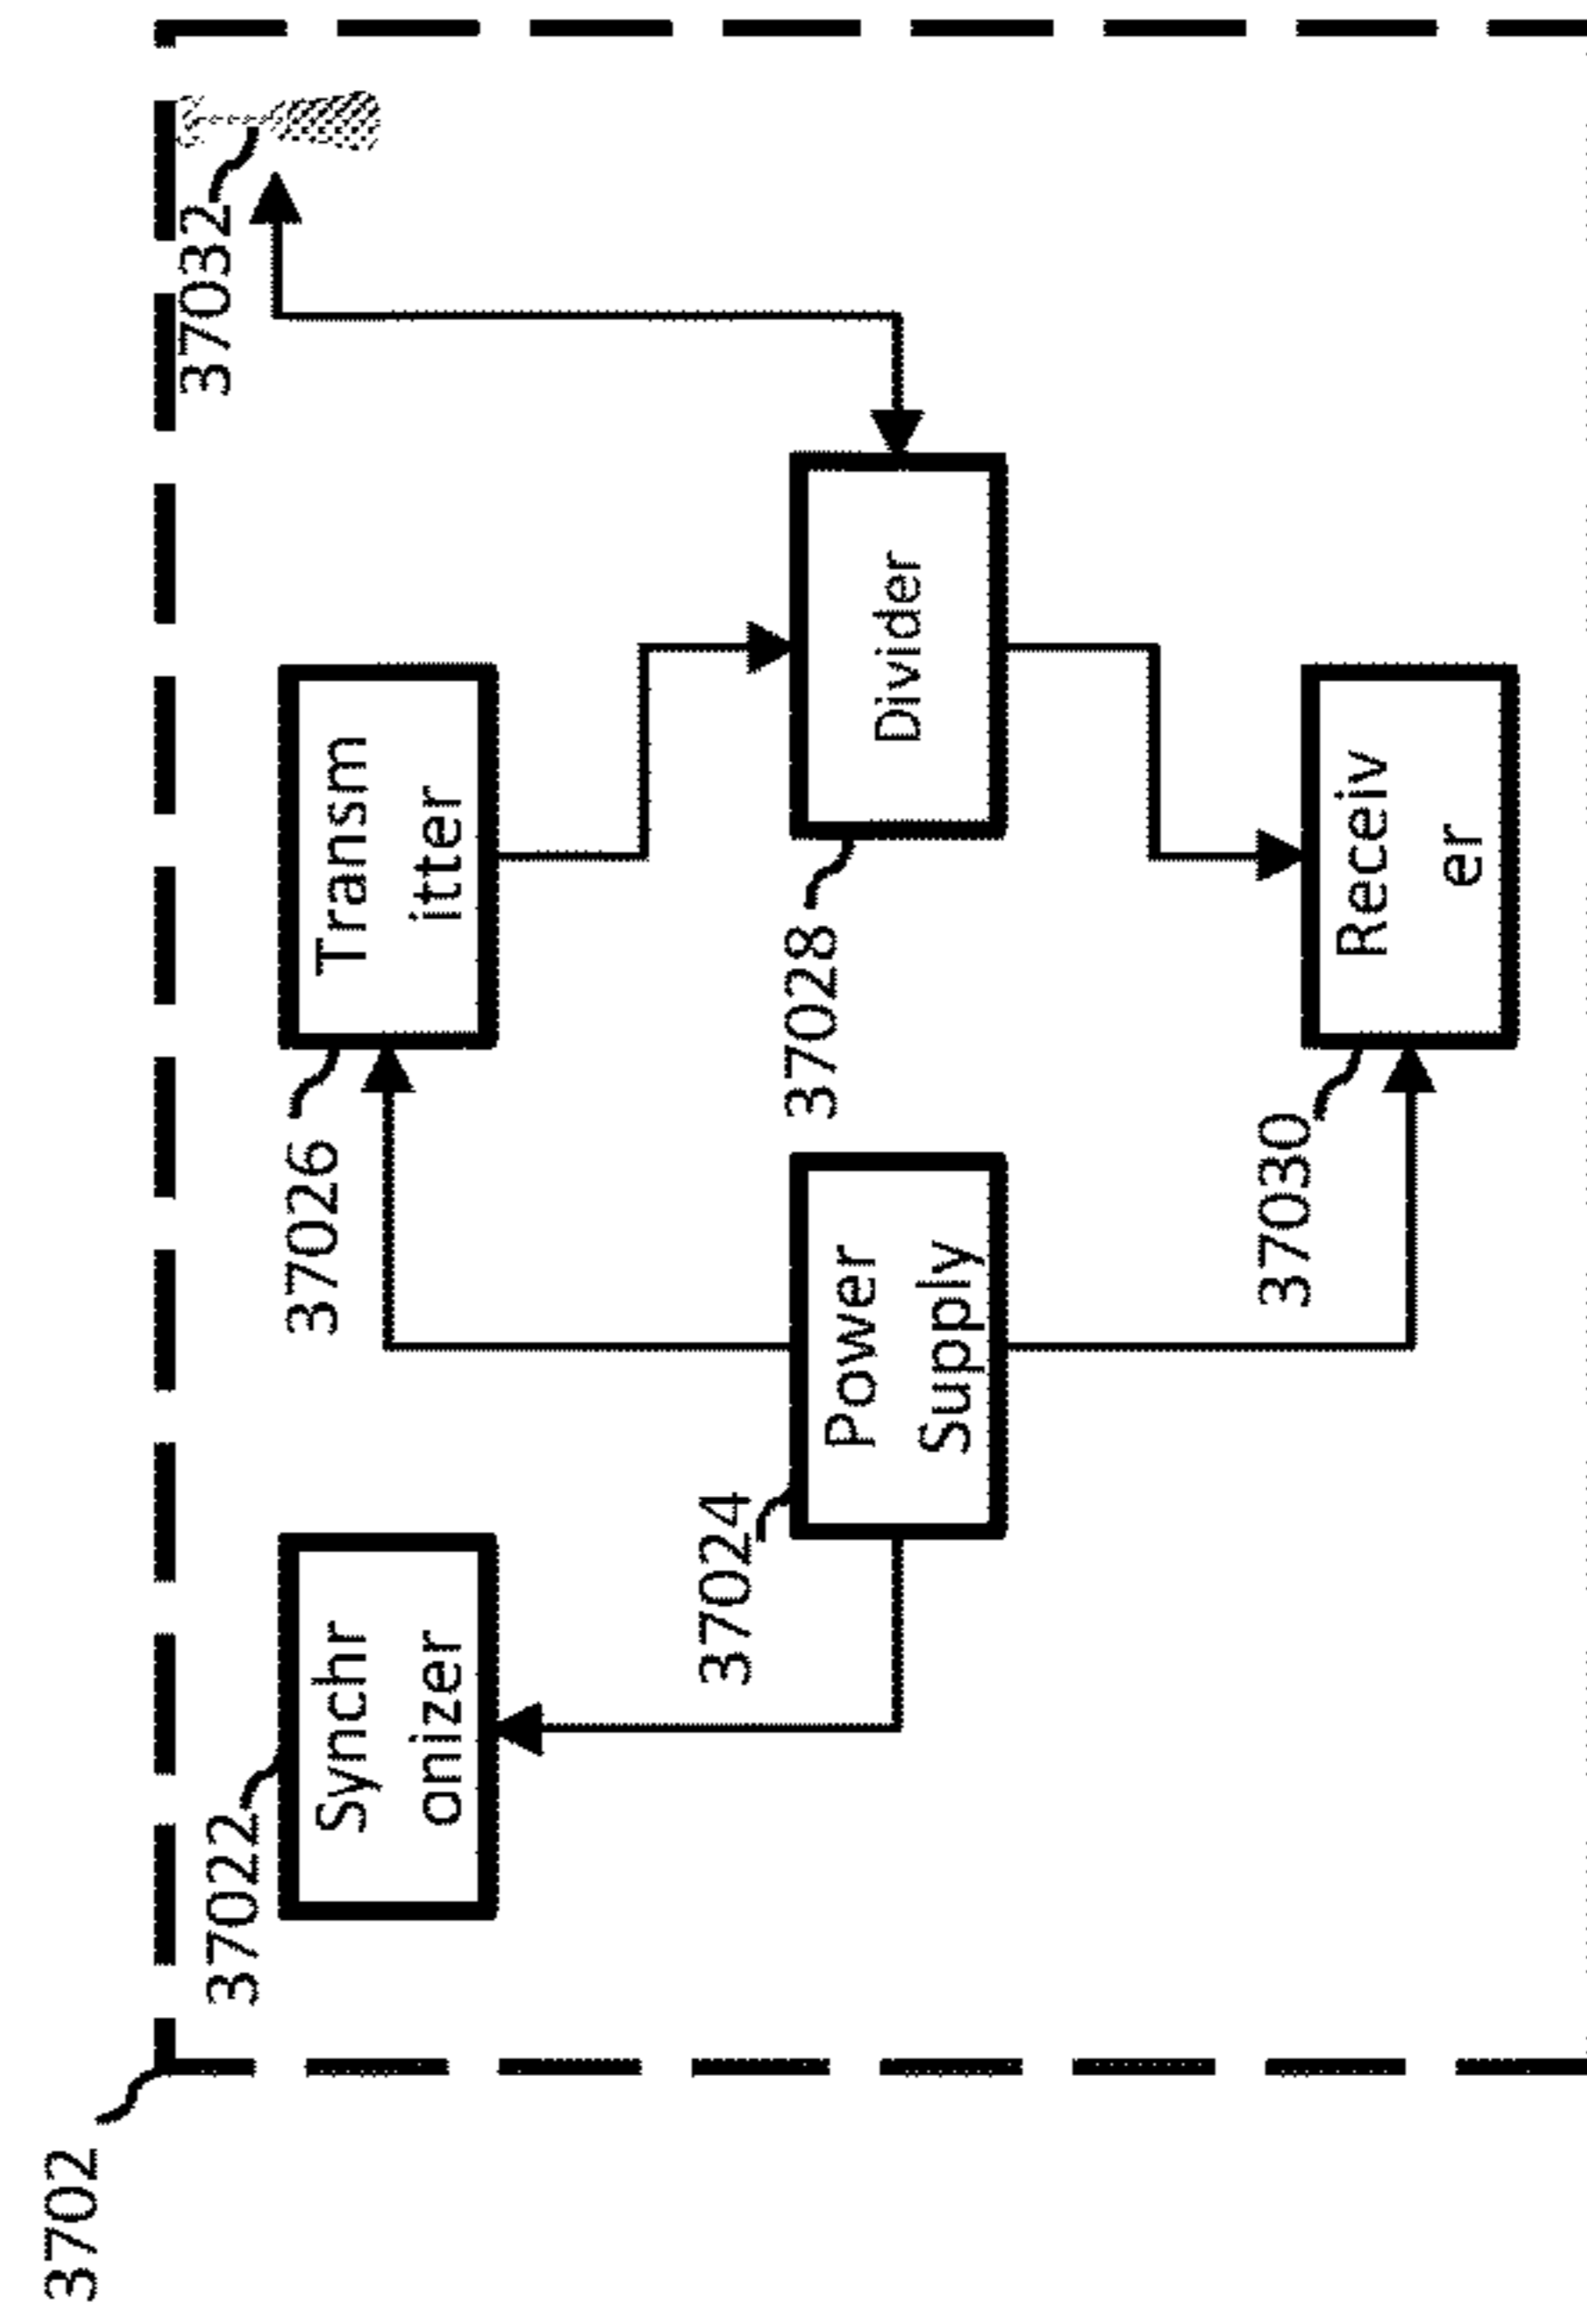 3702
37022
Synchr
onizer
37024
Power
Supply
37026
Transm
itter
37028
Divider
37030
Receiv
er
37032